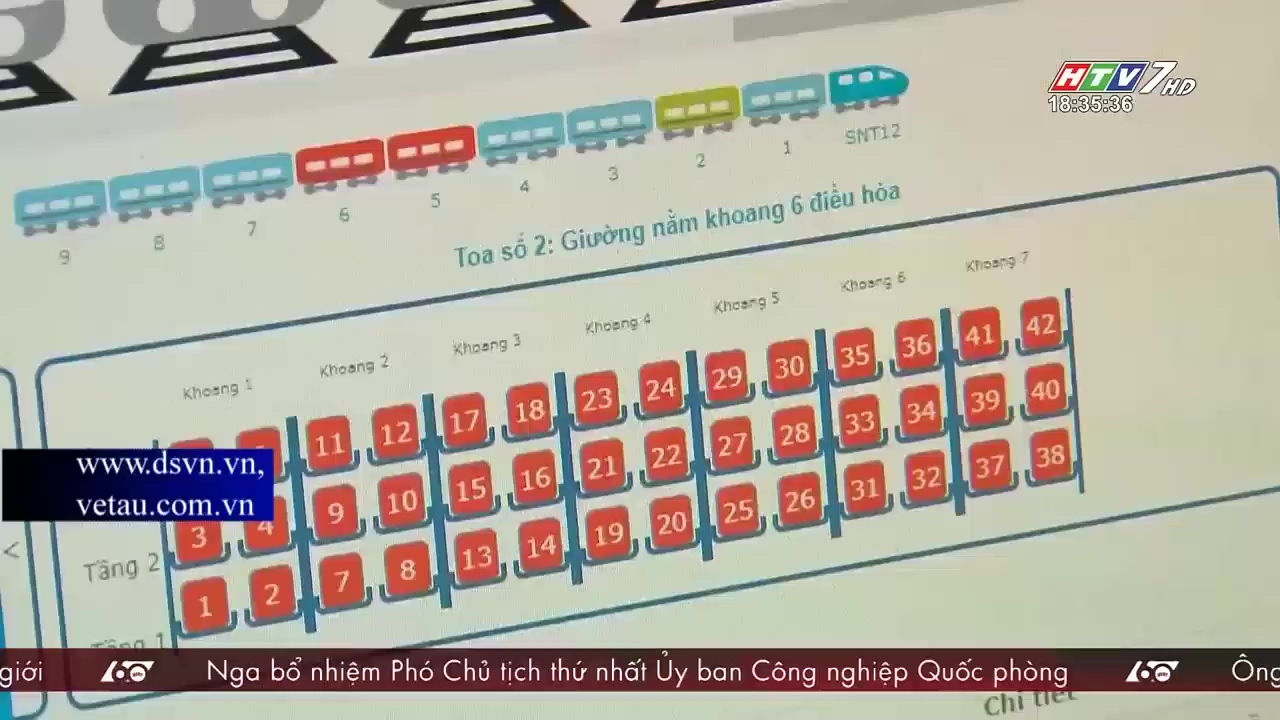 HTV7 HD
18:35:36
9 8 7 6 5 4 3 2 1 SNT12
Toa số 2: Giường nằm khoang 6 điều hòa
Khoang 1 Khoang 2 Khoang 3 Khoang 4 Khoang 5 Khoang 6 Khoang 7
11 12 17 18 23 24 29 30 35 36 41 42
Tầng 2 3 4 9 10 15 16 21 22 27 28 33 34 39 40
Tầng 1 1 2 7 8 13 14 19 20 25 26 31 32 37 38
www.dsvn.vn,
vetau.com.vn
<
Chi tiết
giới 60 giây Nga bổ nhiệm Phó Chủ tịch thứ nhất Ủy ban Công nghiệp Quốc phòng 60 giây Ông